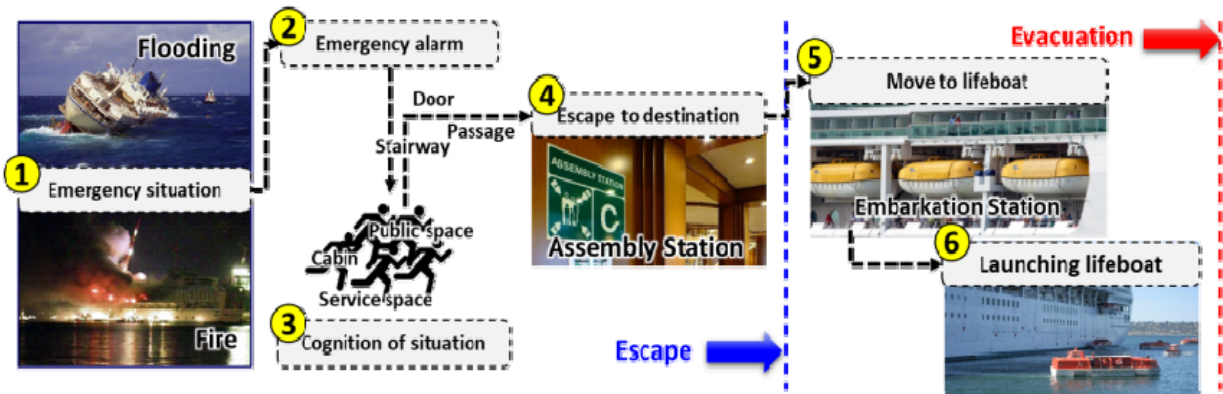 Flooding
1
Emergency situation
Fire
2
Emergency alarm
Door
Passage
Stairway
Public space
Cabin
Service space
3
Cognition of situation
4
Escape to destination
ASSEMBLY STATION
C
Assembly Station
Escape
Evacuation
5
Move to lifeboat
Embarkation Station
6
Launching lifeboat